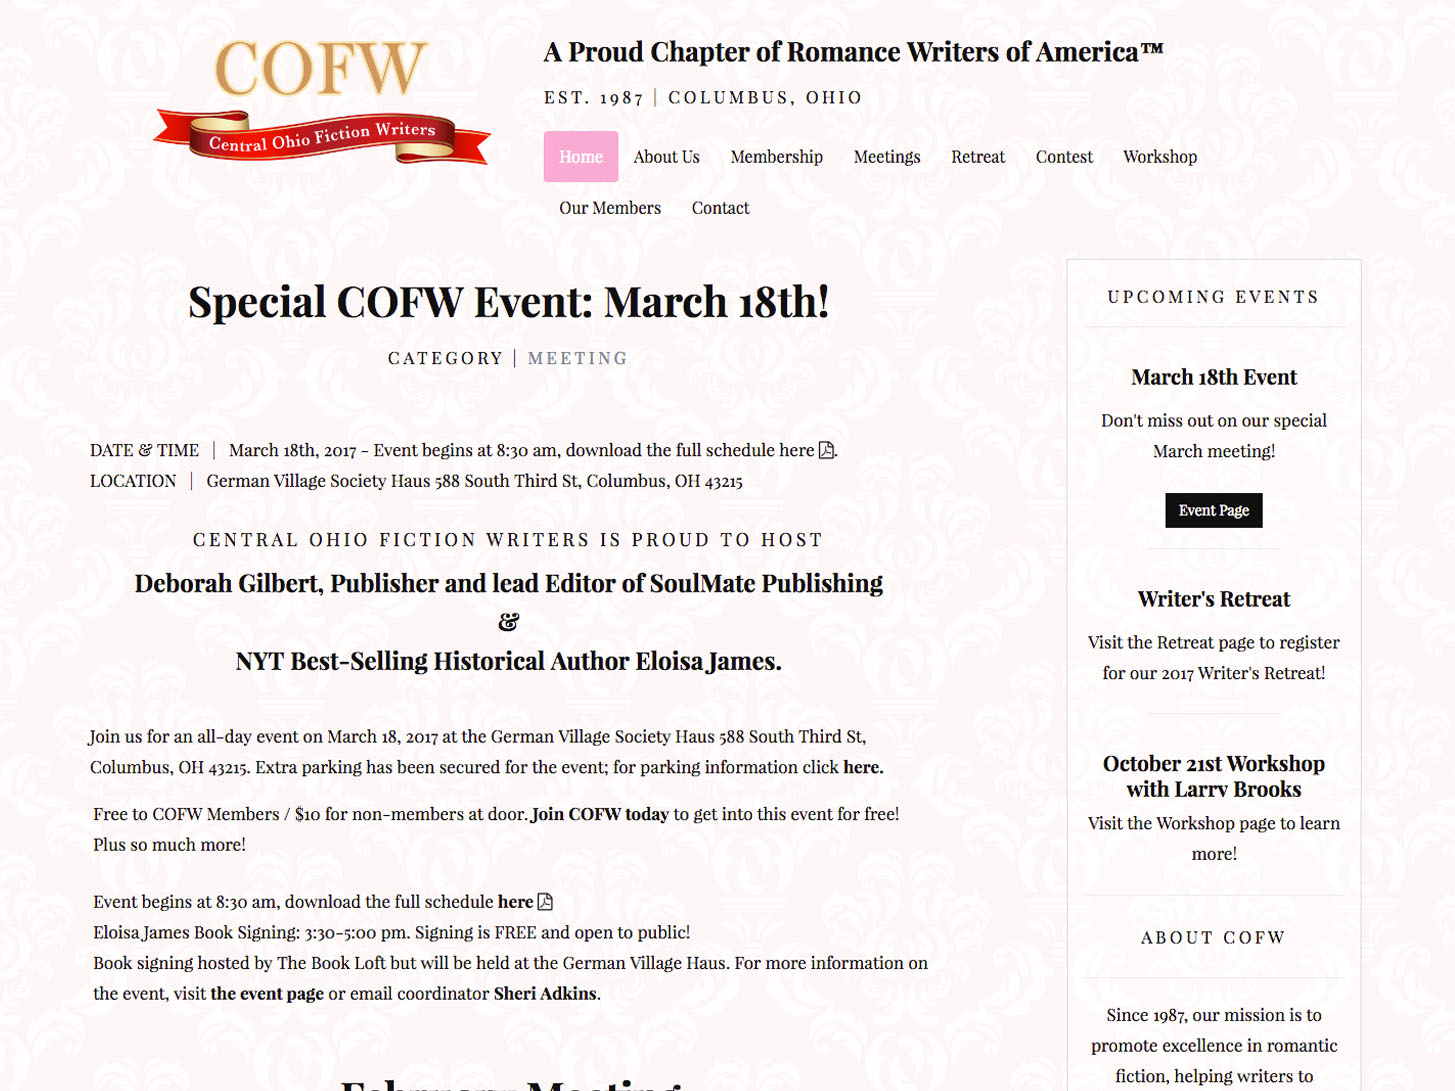 COFW
Central Ohio Fiction Writers
A Proud Chapter of Romance Writers of America™
EST. 1987 | COLUMBUS, OHIO
Home About Us Membership Meetings Retreat Contest Workshop
Our Members Contact
Special COFW Event: March 18th!
CATEGORY | MEETING
DATE & TIME | March 18th, 2017 - Event begins at 8:30 am, download the full schedule here .
LOCATION | German Village Society Haus 588 South Third St, Columbus, OH 43215
CENTRAL OHIO FICTION WRITERS IS PROUD TO HOST
Deborah Gilbert, Publisher and lead Editor of SoulMate Publishing
&
NYT Best-Selling Historical Author Eloisa James.
Join us for an all-day event on March 18, 2017 at the German Village Society Haus 588 South Third St,
Columbus, OH 43215. Extra parking has been secured for the event; for parking information click here.
Free to COFW Members / $10 for non-members at door. Join COFW today to get into this event for free!
Plus so much more!
Event begins at 8:30 am, download the full schedule here
Eloisa James Book Signing: 3:30-5:00 pm. Signing is FREE and open to public!
Book signing hosted by The Book Loft but will be held at the German Village Haus. For more information on
the event, visit the event page or email coordinator Sheri Adkins.
February Meeting
UPCOMING EVENTS
March 18th Event
Don't miss out on our special
March meeting!
Event Page
Writer's Retreat
Visit the Retreat page to register
for our 2017 Writer's Retreat!
October 21st Workshop
with Larry Brooks
Visit the Workshop page to learn
more!
ABOUT COFW
Since 1987, our mission is to
promote excellence in romantic
fiction, helping writers to